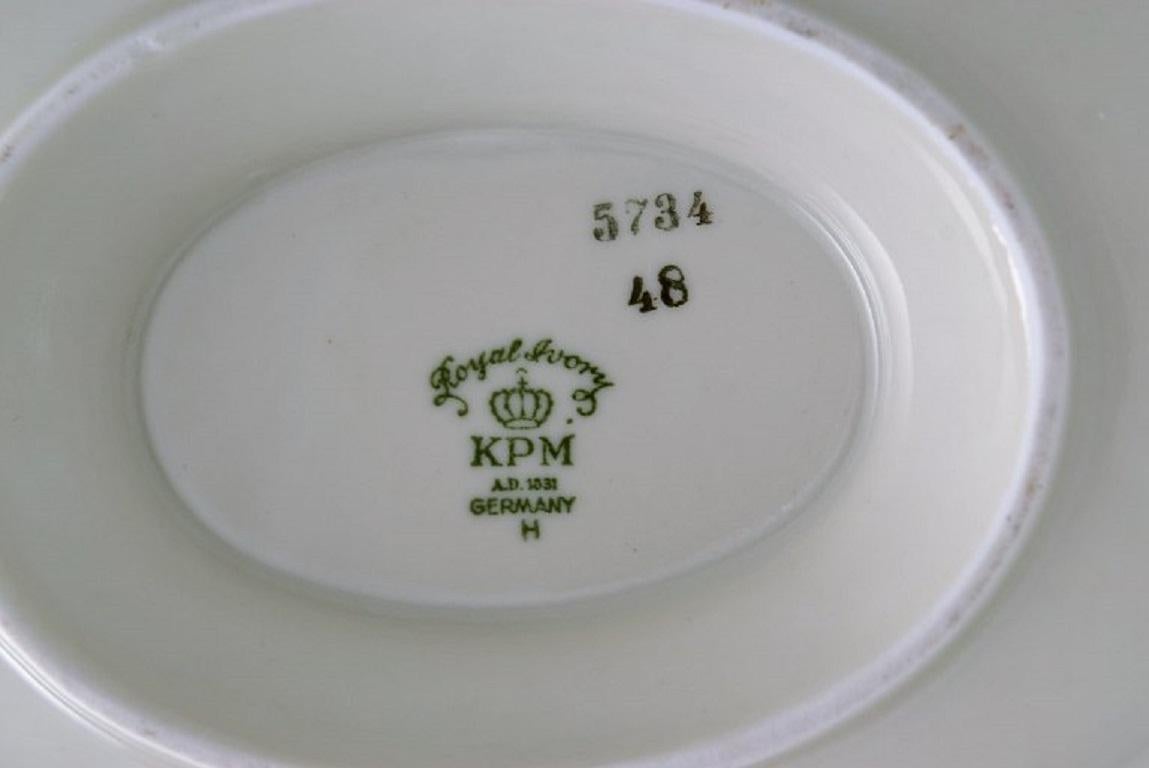 5734
48
Royal Ivory
KPM
A.D. 1831
GERMANY
H